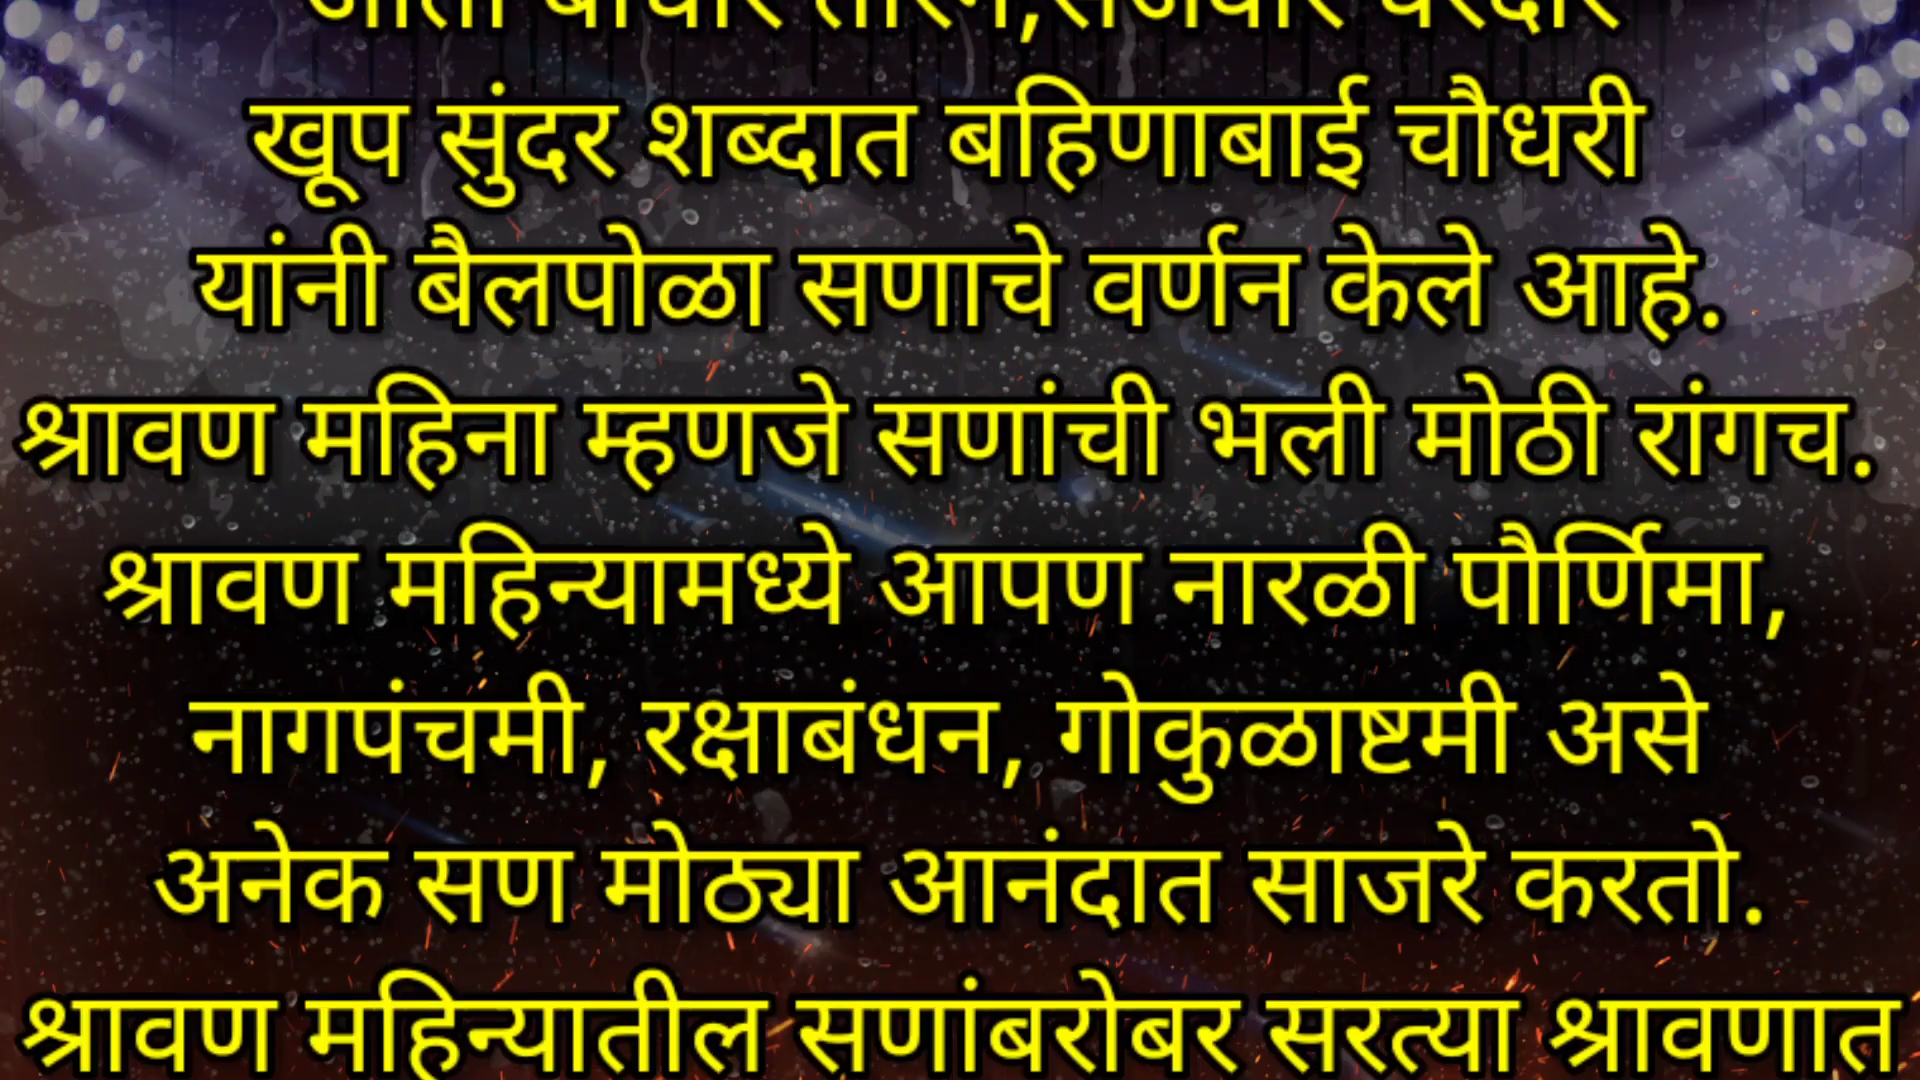 खूप सुंदर शब्दात बहिणाबाई चौधरी
यांनी बैलपोळा सणाचे वर्णन केले आहे.
श्रावण महिना म्हणजे सणांची भली मोठी रांगच.
श्रावण महिन्यामध्ये आपण नारळी पौर्णिमा,
नागपंचमी, रक्षाबंधन, गोकुळाष्टमी असे
अनेक सण मोठ्या आनंदात साजरे करतो.
श्रावण महिन्यातील सणांबरोबर सरत्या श्रावणात